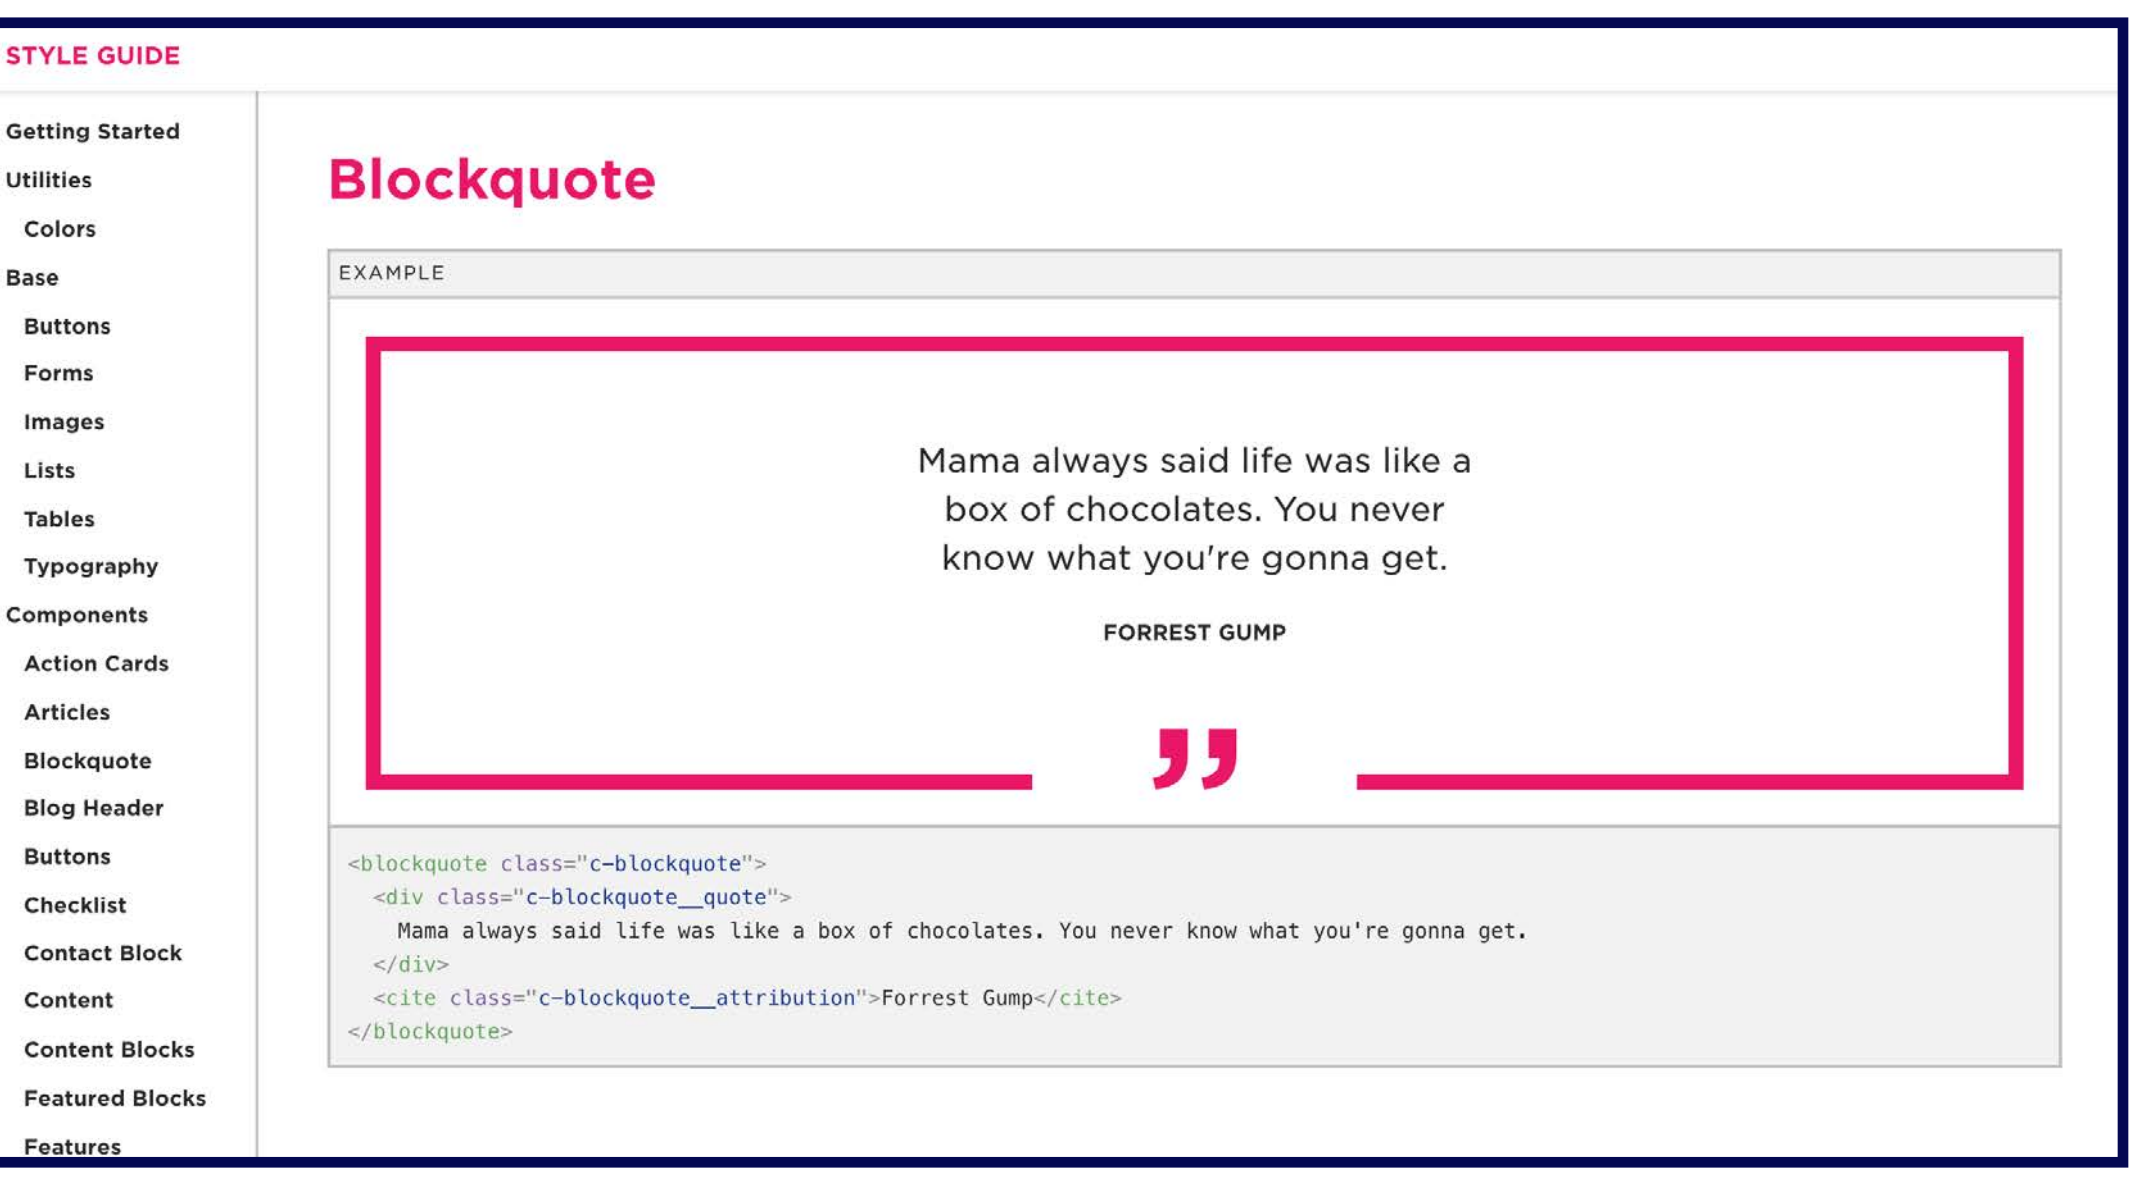 STYLE GUIDE
Getting Started
Utilities
Colors
Base
Buttons
Forms
Images
Lists
Tables
Typography
Components
Action Cards
Articles
Blockquote
Blog Header
Buttons
Checklist
Contact Block
Content
Content Blocks
Featured Blocks
Features
Blockquote
EXAMPLE
Mama always said life was like a
box of chocolates. You never
know what you're gonna get.
FORREST GUMP
”
<blockquote class="c-blockquote">
  <div class="c-blockquote__quote">
    Mama always said life was like a box of chocolates. You never know what you're gonna get.
  </div>
  <cite class="c-blockquote__attribution">Forrest Gump</cite>
</blockquote>